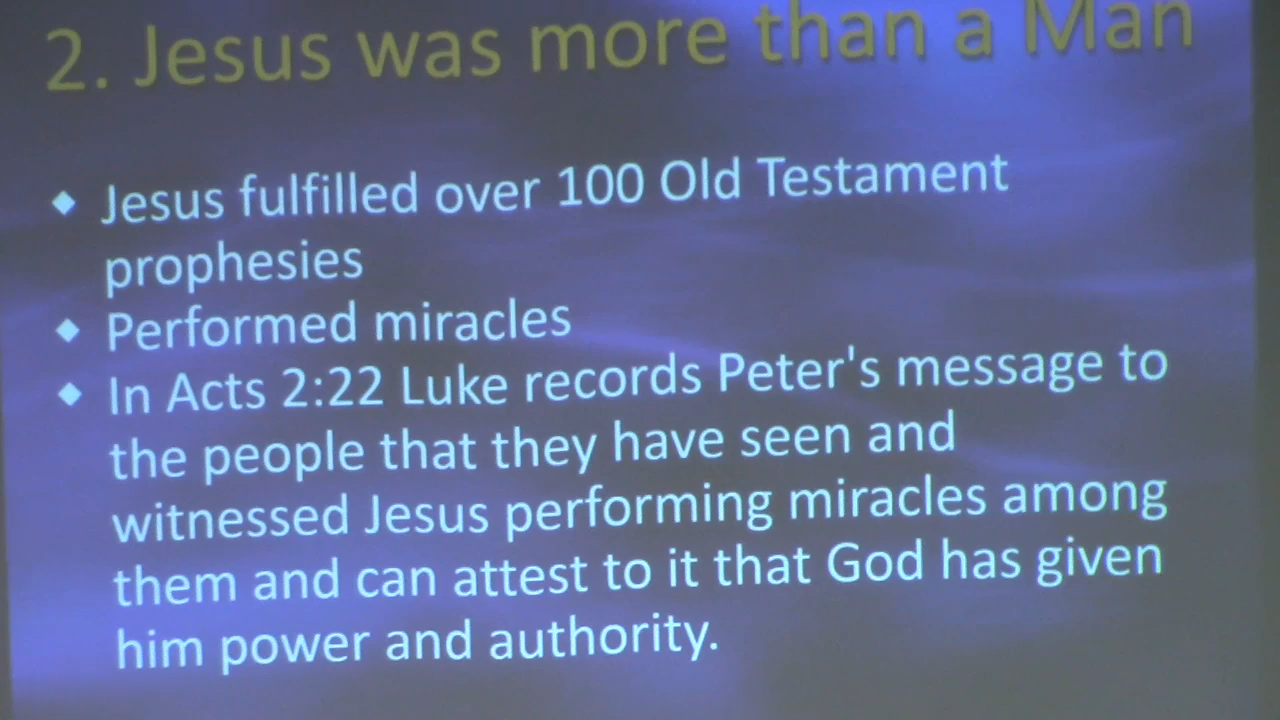 2. Jesus was more than a Man
◆ Jesus fulfilled over 100 Old Testament
prophesies
◆ Performed miracles
◆ In Acts 2:22 Luke records Peter's message to
the people that they have seen and
witnessed Jesus performing miracles among
them and can attest to it that God has given
him power and authority.